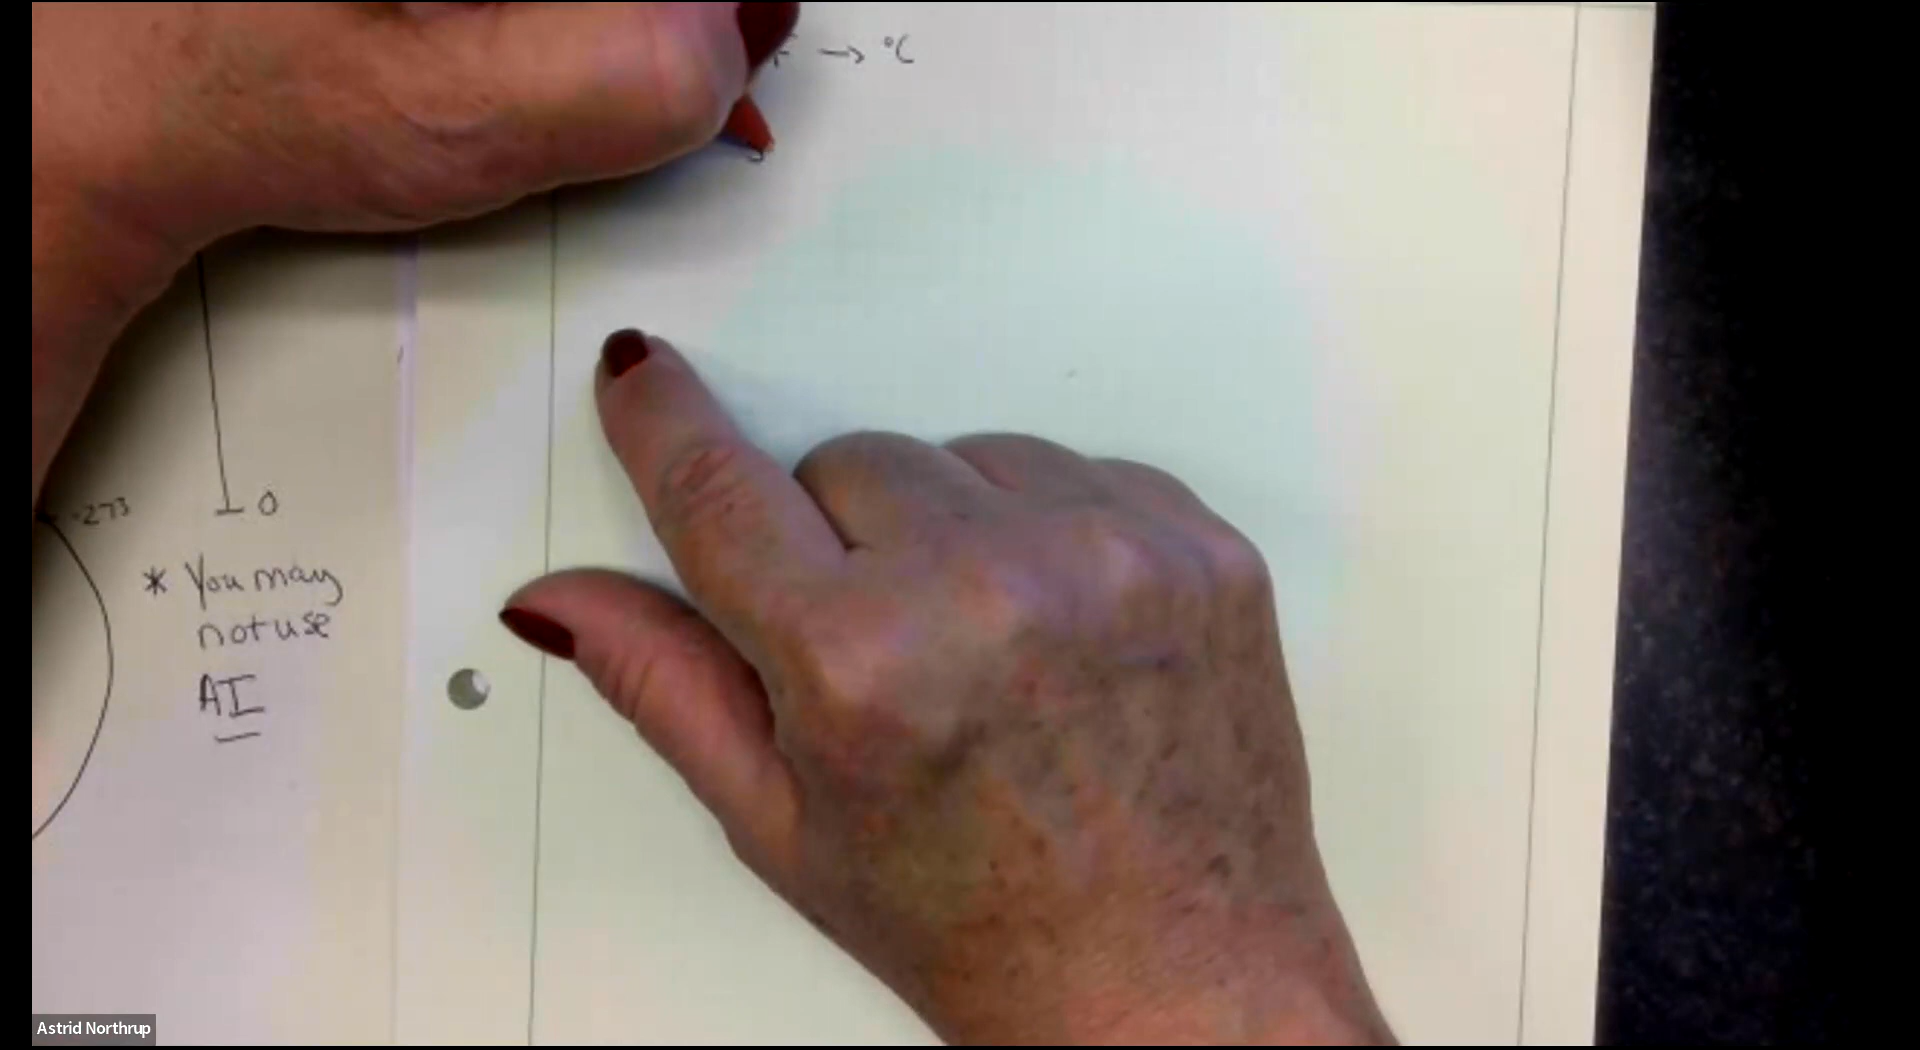 F → °C
-273
0
* You may
not use
AI
Astrid Northrup